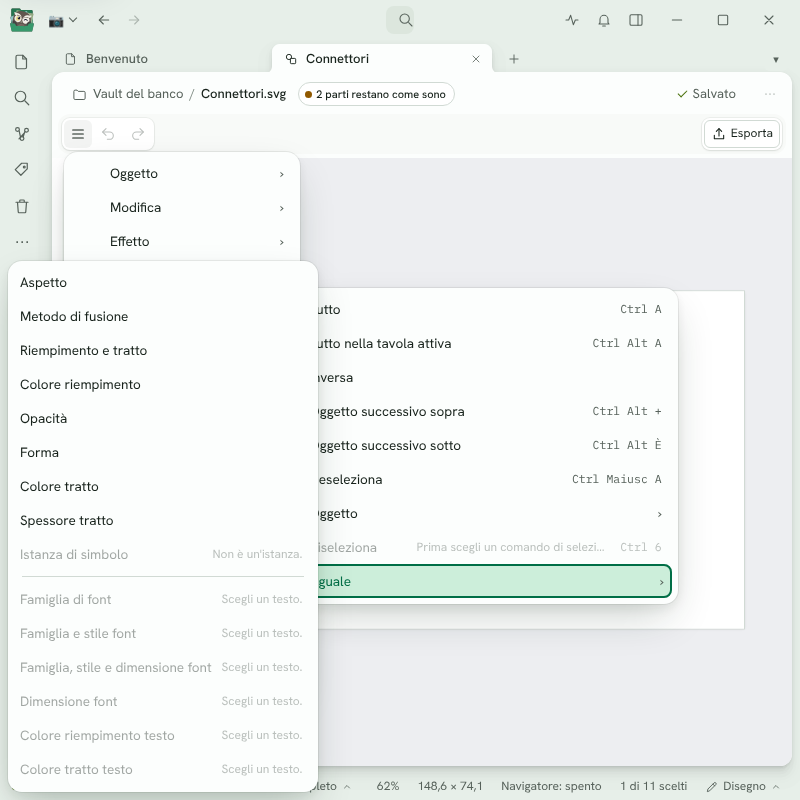 Benvenuto
Connettori
Vault del banco / Connettori.svg
2 parti restano come sono
Salvato
Esporta
Oggetto
Modifica
Effetto
Aspetto
Metodo di fusione
Riempimento e tratto
Colore riempimento
Opacità
Forma
Colore tratto
Spessore tratto
Istanza di simbolo Non è un'istanza.
Famiglia di font Scegli un testo.
Famiglia e stile font Scegli un testo.
Famiglia, stile e dimensione font Scegli un testo.
Dimensione font Scegli un testo.
Colore riempimento testo Scegli un testo.
Colore tratto testo Scegli un testo.
utto Ctrl A
utto nella tavola attiva Ctrl Alt A
nversa
ggetto successivo sopra Ctrl Alt +
ggetto successivo sotto Ctrl Alt È
eseleziona Ctrl Maiusc A
ggetto
iseleziona Prima scegli un comando di selezi... Ctrl 6
guale
pleto
62%
148,6 × 74,1
Navigatore: spento
1 di 11 scelti
Disegno